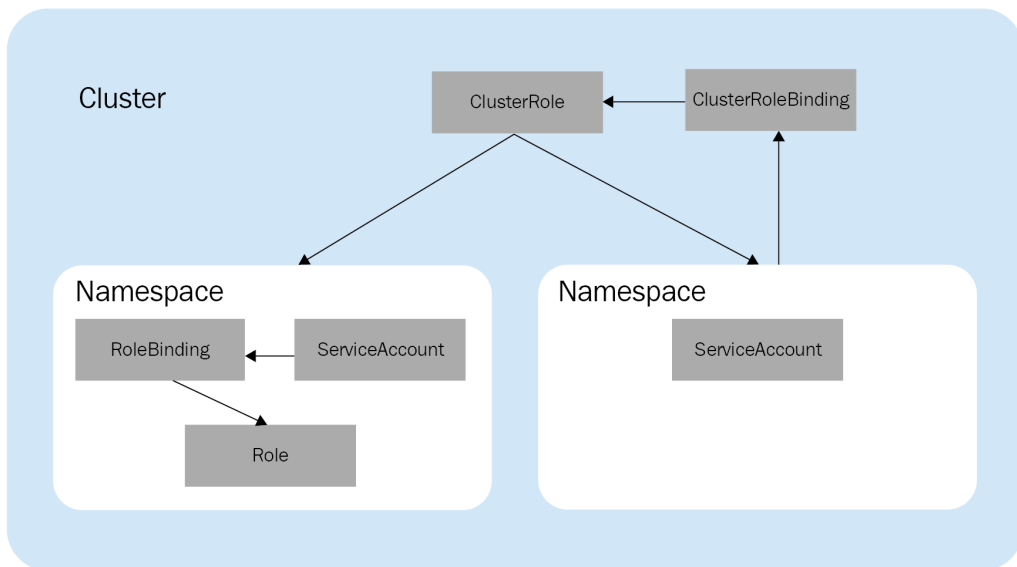 Cluster
ClusterRole
ClusterRoleBinding
Namespace
RoleBinding
ServiceAccount
Role
Namespace
ServiceAccount